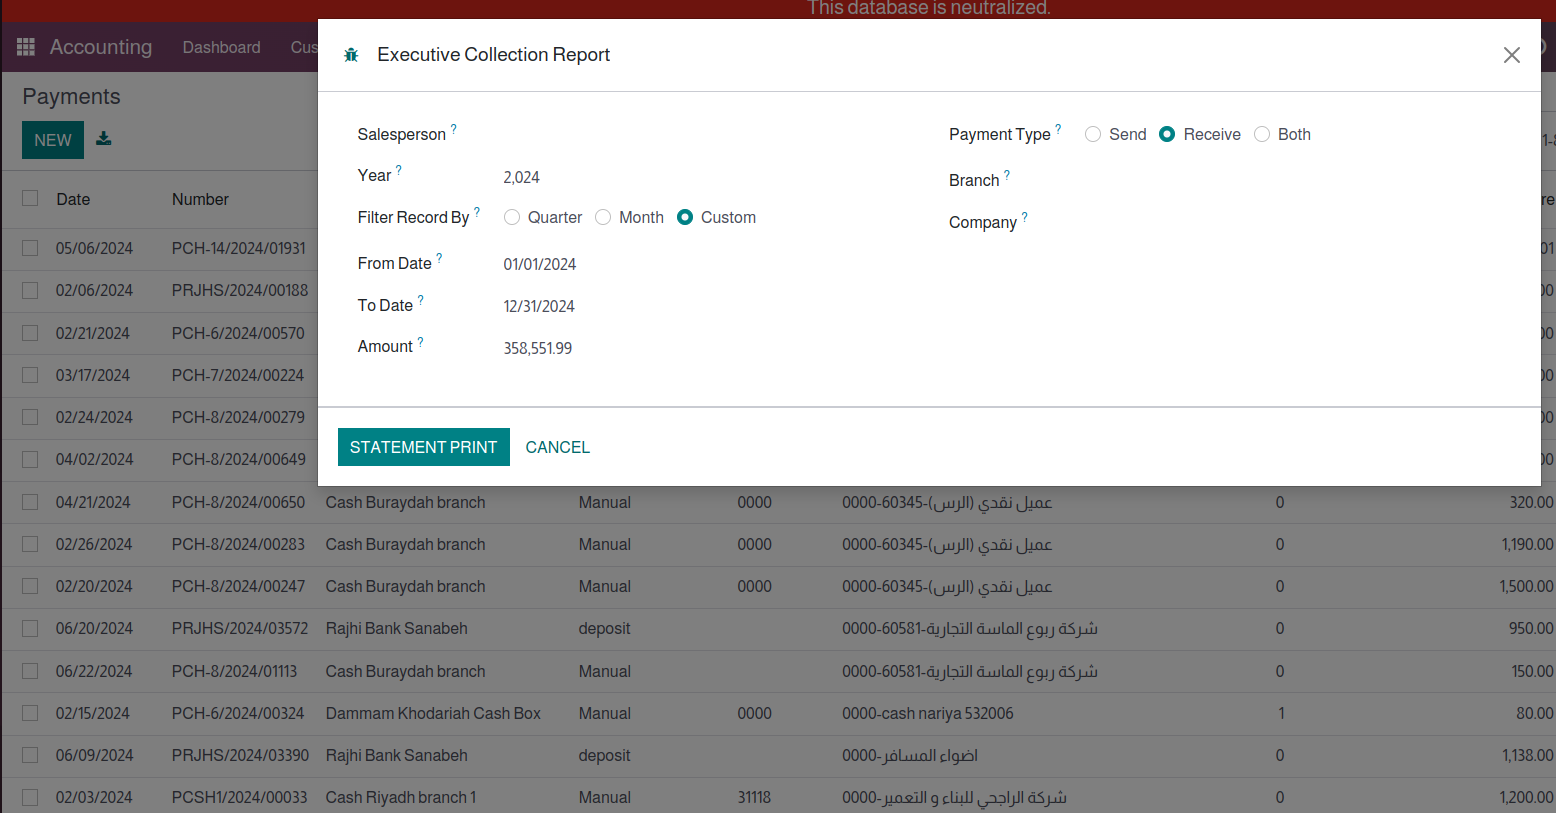 This database is neutralized.
Accounting Dashboard Cus
Executive Collection Report
Payments
NEW
Salesperson ?
Payment Type ? Send Receive Both
Year ? 2,024
Branch ?
Filter Record By ? Quarter Month Custom
Company ?
From Date ? 01/01/2024
To Date ? 12/31/2024
Amount ? 358,551.99
STATEMENT PRINT CANCEL
Date Number
05/06/2024 PCH-14/2024/01931
02/06/2024 PRJHS/2024/00188
02/21/2024 PCH-6/2024/00570
03/17/2024 PCH-7/2024/00224
02/24/2024 PCH-8/2024/00279
04/02/2024 PCH-8/2024/00649
04/21/2024 PCH-8/2024/00650 Cash Buraydah branch Manual 0000 0000-60345-عميل نقدي (الرس) 0 320.00
02/26/2024 PCH-8/2024/00283 Cash Buraydah branch Manual 0000 0000-60345-عميل نقدي (الرس) 0 1,190.00
02/20/2024 PCH-8/2024/00247 Cash Buraydah branch Manual 0000 0000-60345-عميل نقدي (الرس) 0 1,500.00
06/20/2024 PRJHS/2024/03572 Rajhi Bank Sanabeh deposit 0000-60581-شركة ربوع الماسة التجارية 0 950.00
06/22/2024 PCH-8/2024/01113 Cash Buraydah branch Manual 0000-60581-شركة ربوع الماسة التجارية 0 150.00
02/15/2024 PCH-6/2024/00324 Dammam Khodariah Cash Box Manual 0000 0000-cash nariya 532006 1 80.00
06/09/2024 PRJHS/2024/03390 Rajhi Bank Sanabeh deposit 0000-اضواء المسافر 0 1,138.00
02/03/2024 PCSH1/2024/00033 Cash Riyadh branch 1 Manual 31118 0000-شركة الراجحي للبناء و التعمير 0 1,200.00